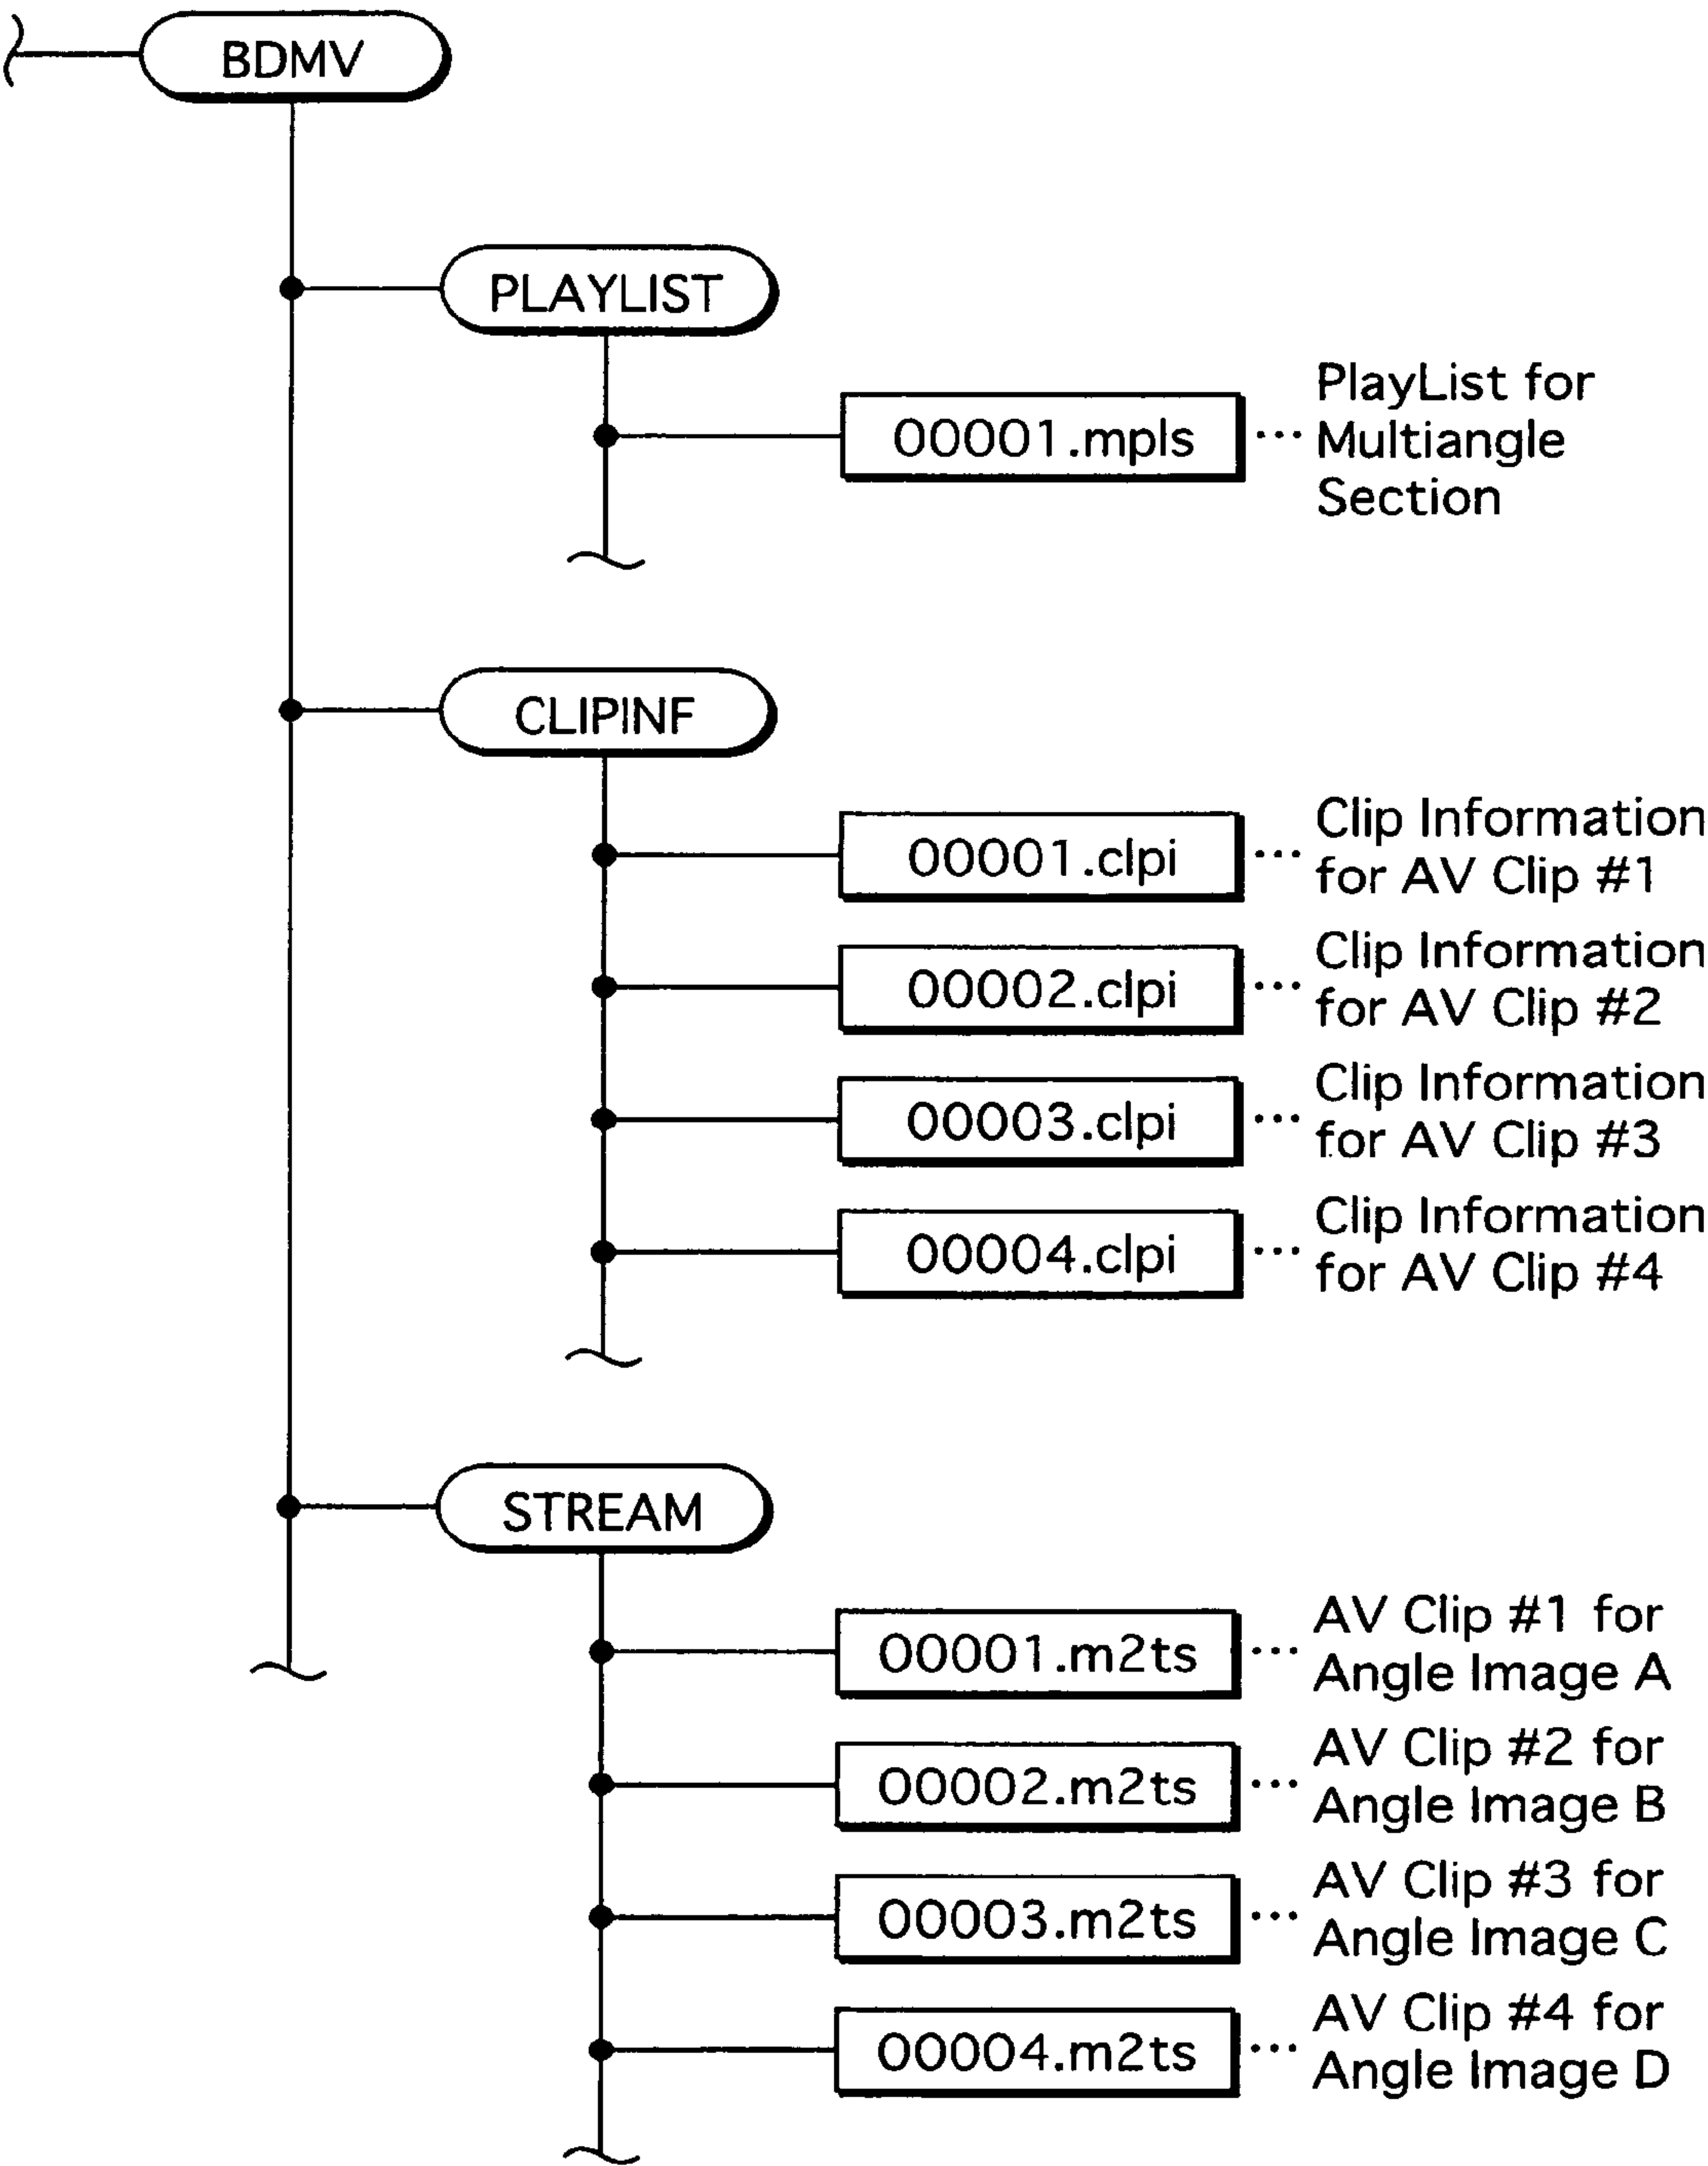 BDMV
PLAYLIST
00001.mpls
PlayList for
Multiangle
Section
CLIPINF
00001.clpi
Clip Information
for AV Clip #1
00002.clpi
Clip Information
for AV Clip #2
00003.clpi
Clip Information
for AV Clip #3
00004.clpi
Clip Information
for AV Clip #4
STREAM
00001.m2ts
AV Clip #1 for
Angle Image A
00002.m2ts
AV Clip #2 for
Angle Image B
00003.m2ts
AV Clip #3 for
Angle Image C
00004.m2ts
AV Clip #4 for
Angle Image D